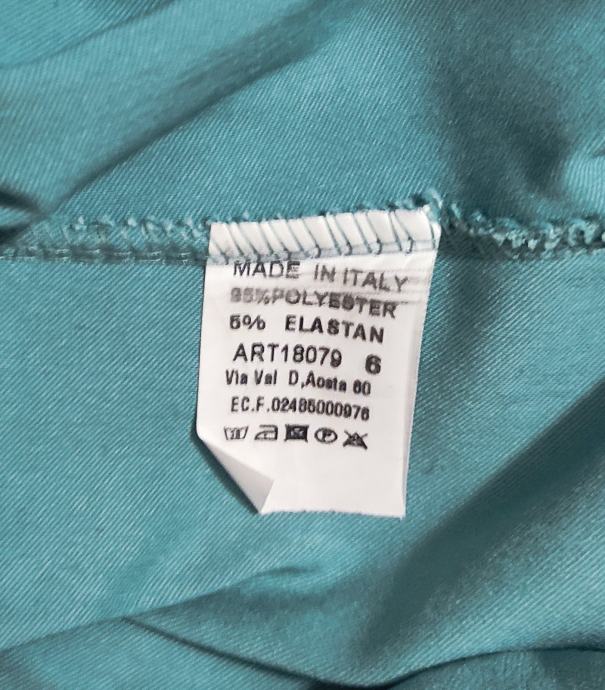 MADE IN ITALY
95%POLYESTER
5% ELASTAN
ART18079 6
Via Val D,Aosta 60
EC.F.02485000976